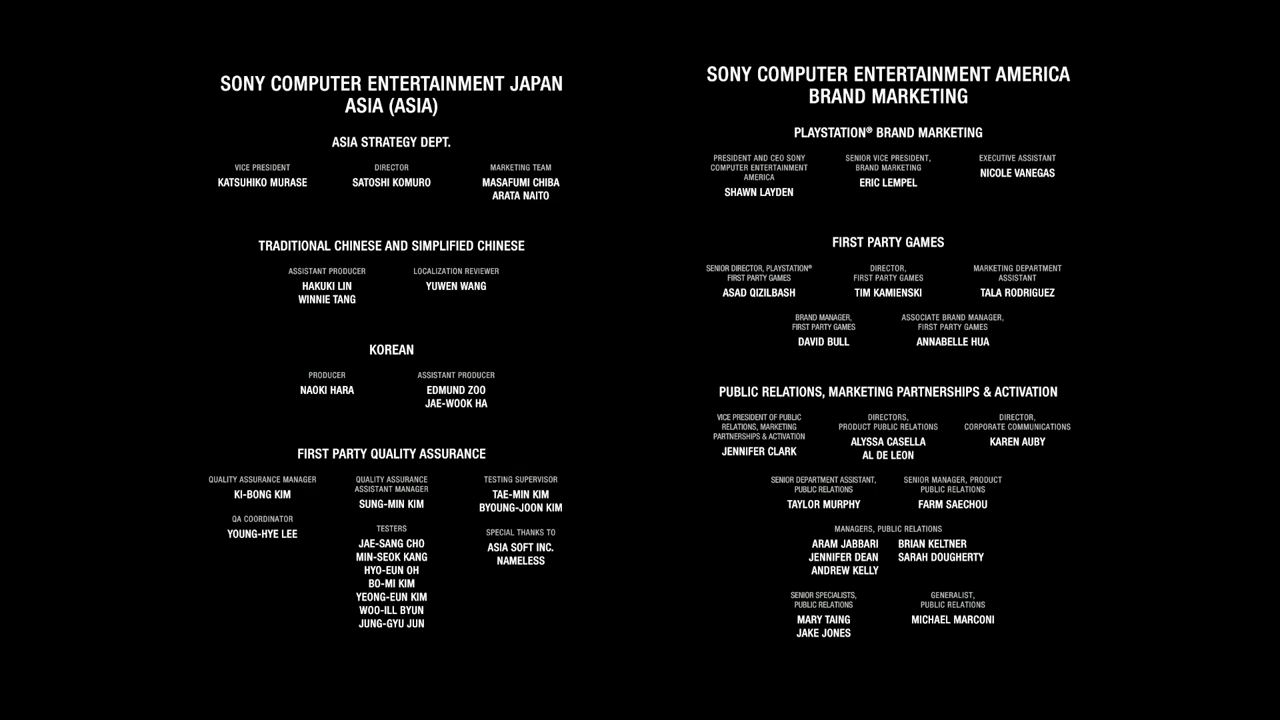 SONY COMPUTER ENTERTAINMENT JAPAN
ASIA (ASIA)
ASIA STRATEGY DEPT.
VICE PRESIDENT
KATSUHIKO MURASE
DIRECTOR
SATOSHI KOMURO
MARKETING TEAM
MASAFUMI CHIBA
ARATA NAITO
TRADITIONAL CHINESE AND SIMPLIFIED CHINESE
ASSISTANT PRODUCER
HAKUKI LIN
WINNIE TANG
LOCALIZATION REVIEWER
YUWEN WANG
KOREAN
PRODUCER
NAOKI HARA
ASSISTANT PRODUCER
EDMUND ZOO
JAE-WOOK HA
FIRST PARTY QUALITY ASSURANCE
QUALITY ASSURANCE MANAGER
KI-BONG KIM
QA COORDINATOR
YOUNG-HYE LEE
QUALITY ASSURANCE
ASSISTANT MANAGER
SUNG-MIN KIM
TESTERS
JAE-SANG CHO
MIN-SEOK KANG
HYO-EUN OH
BO-MI KIM
YEONG-EUN KIM
WOO-ILL BYUN
JUNG-GYU JUN
TESTING SUPERVISOR
TAE-MIN KIM
BYOUNG-JOON KIM
SPECIAL THANKS TO
ASIA SOFT INC.
NAMELESS
SONY COMPUTER ENTERTAINMENT AMERICA
BRAND MARKETING
PLAYSTATION® BRAND MARKETING
PRESIDENT AND CEO SONY
COMPUTER ENTERTAINMENT
AMERICA
SHAWN LAYDEN
SENIOR VICE PRESIDENT,
BRAND MARKETING
ERIC LEMPEL
EXECUTIVE ASSISTANT
NICOLE VANEGAS
FIRST PARTY GAMES
SENIOR DIRECTOR, PLAYSTATION®
FIRST PARTY GAMES
ASAD QIZILBASH
DIRECTOR,
FIRST PARTY GAMES
TIM KAMIENSKI
MARKETING DEPARTMENT
ASSISTANT
TALA RODRIGUEZ
BRAND MANAGER,
FIRST PARTY GAMES
DAVID BULL
ASSOCIATE BRAND MANAGER,
FIRST PARTY GAMES
ANNABELLE HUA
PUBLIC RELATIONS, MARKETING PARTNERSHIPS & ACTIVATION
VICE PRESIDENT OF PUBLIC
RELATIONS, MARKETING
PARTNERSHIPS & ACTIVATION
JENNIFER CLARK
DIRECTORS,
PRODUCT PUBLIC RELATIONS
ALYSSA CASELLA
AL DE LEON
DIRECTOR,
CORPORATE COMMUNICATIONS
KAREN AUBY
SENIOR DEPARTMENT ASSISTANT,
PUBLIC RELATIONS
TAYLOR MURPHY
SENIOR MANAGER, PRODUCT
PUBLIC RELATIONS
FARM SAECHOU
MANAGERS, PUBLIC RELATIONS
ARAM JABBARI
JENNIFER DEAN
ANDREW KELLY
BRIAN KELTNER
SARAH DOUGHERTY
SENIOR SPECIALISTS,
PUBLIC RELATIONS
MARY TAING
JAKE JONES
GENERALIST,
PUBLIC RELATIONS
MICHAEL MARCONI